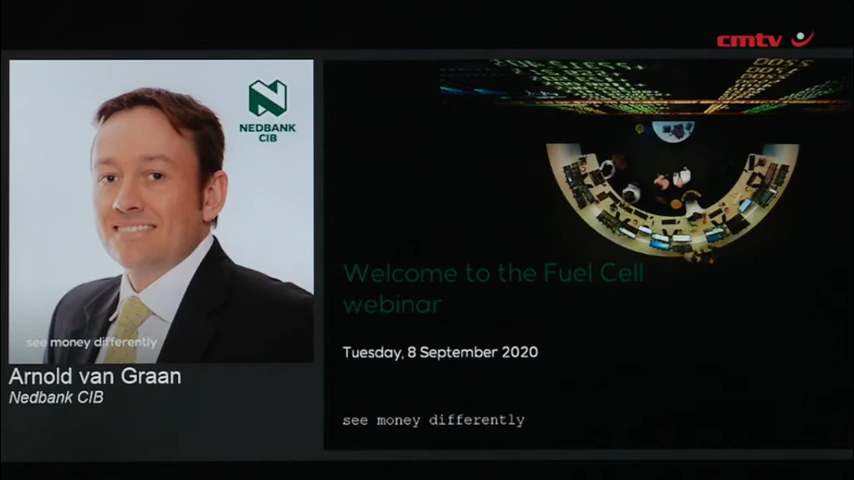 cmtv
NEDBANK
CIB
see money differently
Arnold van Graan
Nedbank CIB
Welcome to the Fuel Cell
webinar
Tuesday, 8 September 2020
see money differently